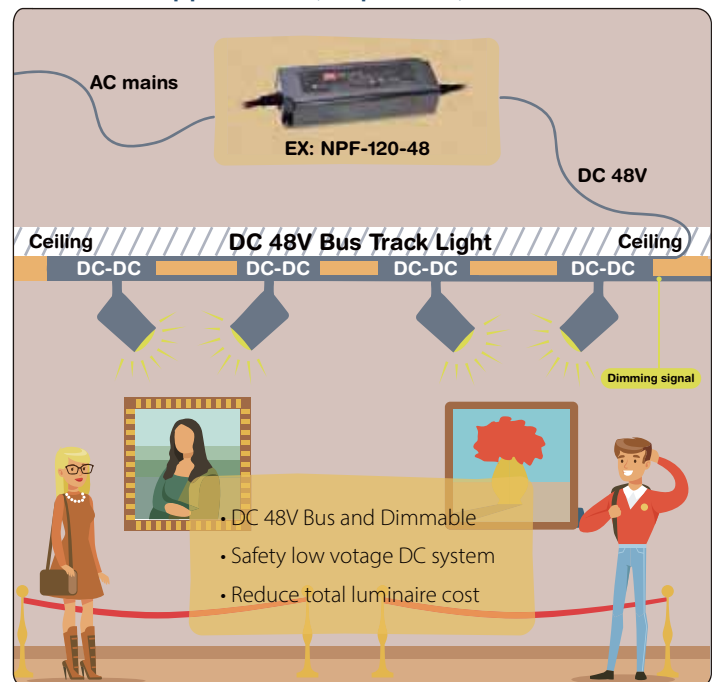 AC mains
EX: NPF-120-48
DC 48V
Ceiling
DC 48V Bus Track Light
Ceiling
DC-DC
DC-DC
DC-DC
DC-DC
Dimming signal
• DC 48V Bus and Dimmable
• Safety low votage DC system
• Reduce total luminaire cost